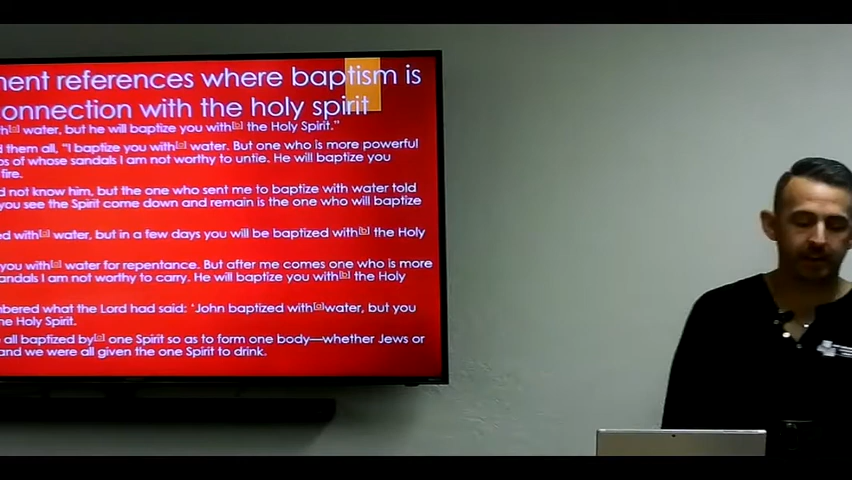 ment references where baptism is
onnection with the holy spirit
th[a] water, but he will baptize you with[b] the Holy Spirit."
d them all, "I baptize you with[a] water. But one who is more powerful
ps of whose sandals I am not worthy to untie. He will baptize you
fire.
d not know him, but the one who sent me to baptize with water told
you see the Spirit come down and remain is the one who will baptize
ed with[a] water, but in a few days you will be baptized with[b] the Holy
you with[a] water for repentance. But after me comes one who is more
andals I am not worthy to carry. He will baptize you with[b] the Holy
mbered what the Lord had said: 'John baptized with[a]water, but you
he Holy Spirit.
e all baptized by[a] one Spirit so as to form one body—whether Jews or
and we were all given the one Spirit to drink.